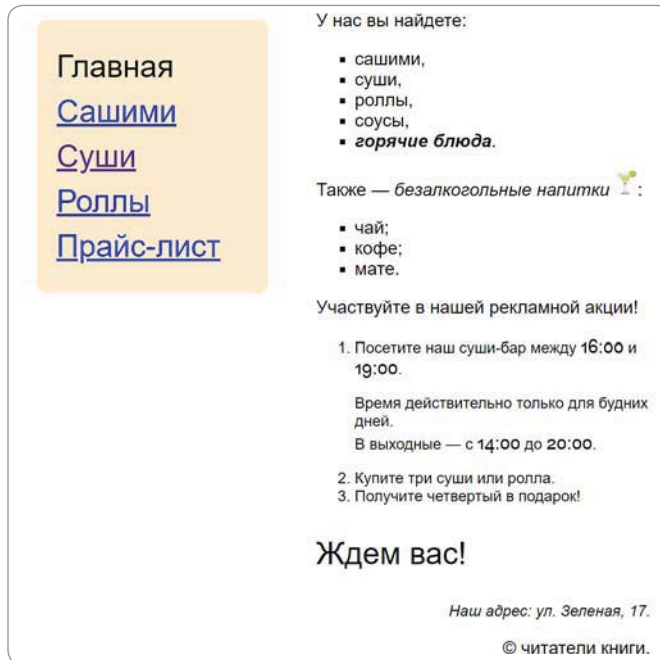 Главная
Сашими
Суши
Роллы
Прайс-лист
У нас вы найдете:
▪ сашими,
▪ суши,
▪ роллы,
▪ соусы,
▪ горячие блюда.
Также — безалкогольные напитки :
▪ чай;
▪ кофе;
▪ мате.
Участвуйте в нашей рекламной акции!
1. Посетите наш суши-бар между 16:00 и
19:00.
Время действительно только для будних
дней.
В выходные — с 14:00 до 20:00.
2. Купите три суши или ролла.
3. Получите четвертый в подарок!
Ждем вас!
Наш адрес: ул. Зеленая, 17.
© читатели книги.